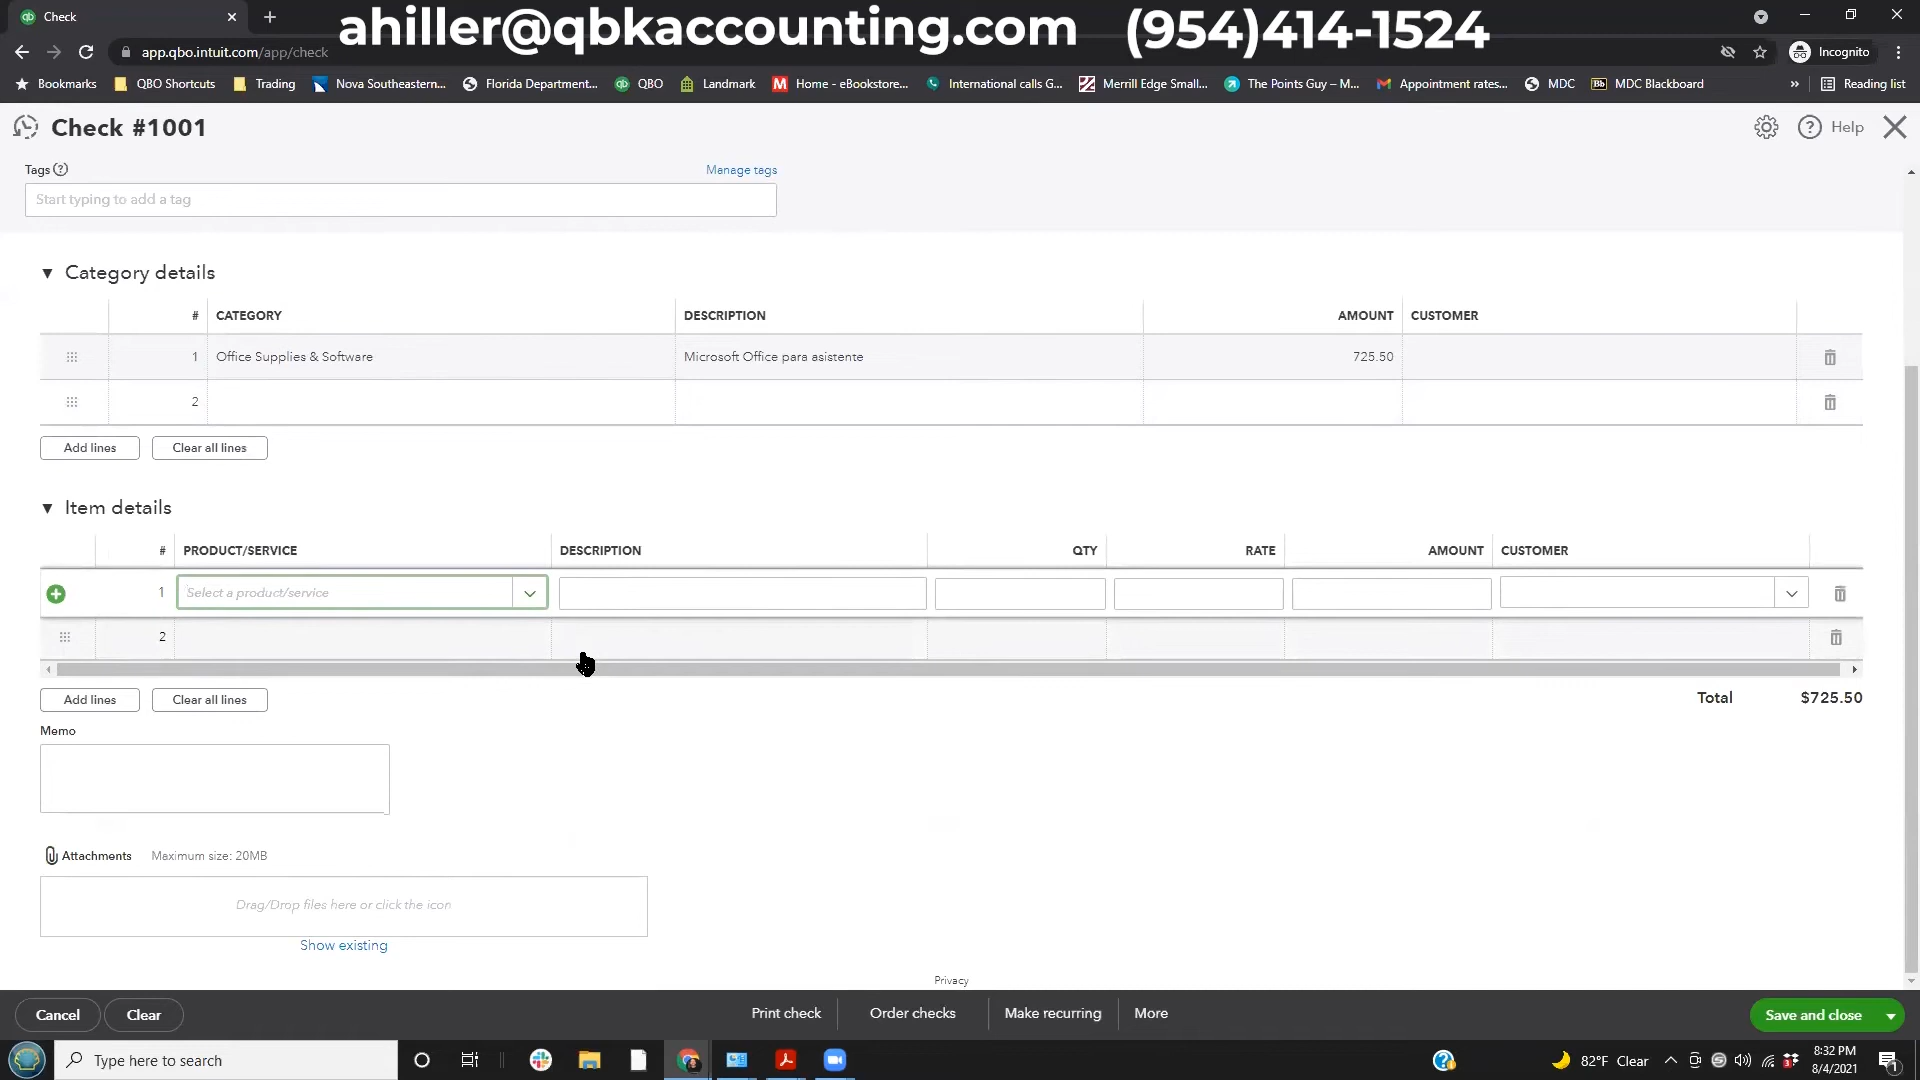 Check
ahiller@qbkaccounting.com (954)414-1524
app.qbo.intuit.com/app/check
Incognito
Bookmarks QBO Shortcuts Trading Nova Southeastern... Florida Department... QBO Landmark Home - eBookstore... International calls G... Merrill Edge Small... The Points Guy – M... Appointment rates... MDC Bb MDC Blackboard » Reading list
Check #1001
? Help
Tags ?
Manage tags
Start typing to add a tag
Category details
# CATEGORY DESCRIPTION AMOUNT CUSTOMER
1 Office Supplies & Software Microsoft Office para asistente 725.50
2
Add lines Clear all lines
Item details
# PRODUCT/SERVICE DESCRIPTION QTY RATE AMOUNT CUSTOMER
1 Select a product/service
2
Add lines Clear all lines
Total $725.50
Memo
Attachments Maximum size: 20MB
Drag/Drop files here or click the icon
Show existing
Privacy
Cancel Clear Print check Order checks Make recurring More Save and close
Type here to search
82°F Clear
8:32 PM
8/4/2021